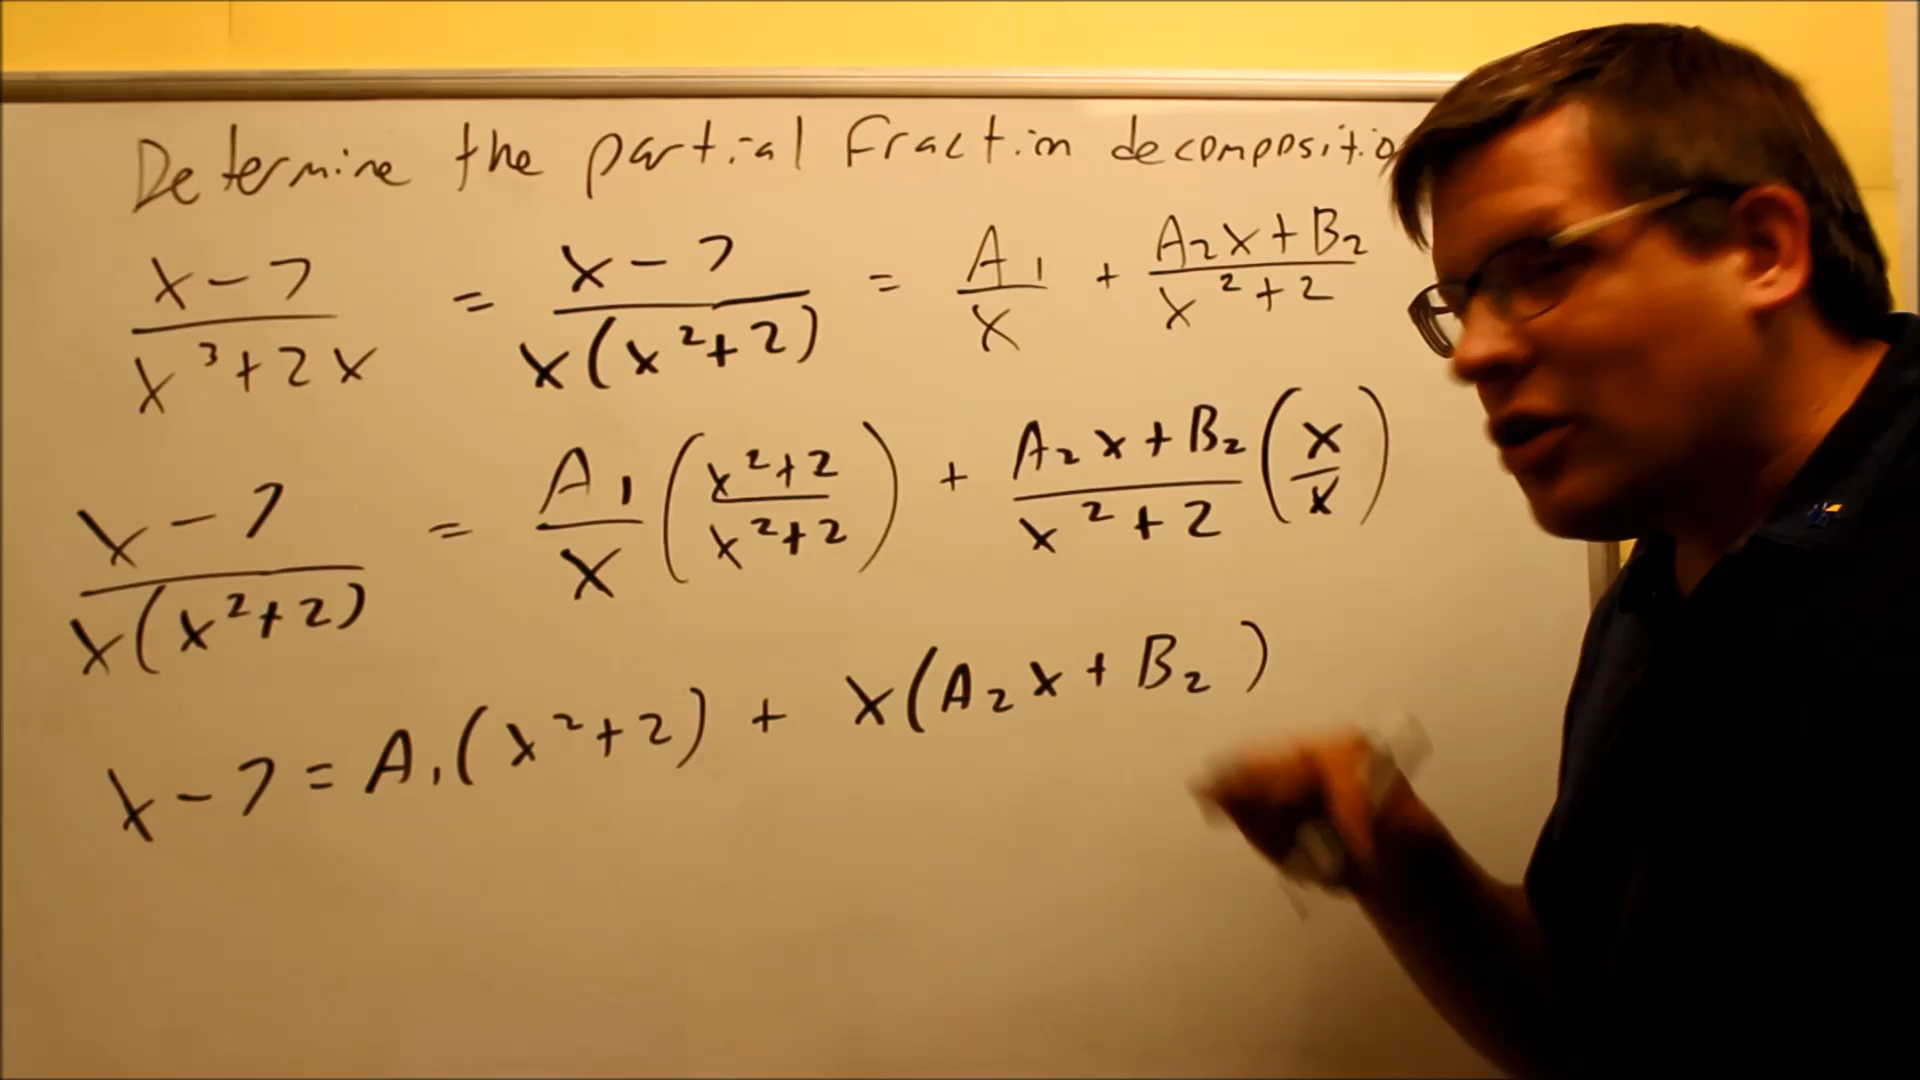 Determine the partial fraction decomposition
x-7 / x³+2x = x-7 / x(x²+2) = A₁ / x + A₂x+B₂ / x²+2
x-7 / x(x²+2) = A₁ / x (x²+2 / x²+2) + A₂x+B₂ / x²+2 (x / x)
x-7 = A₁(x²+2) + x(A₂x+B₂)